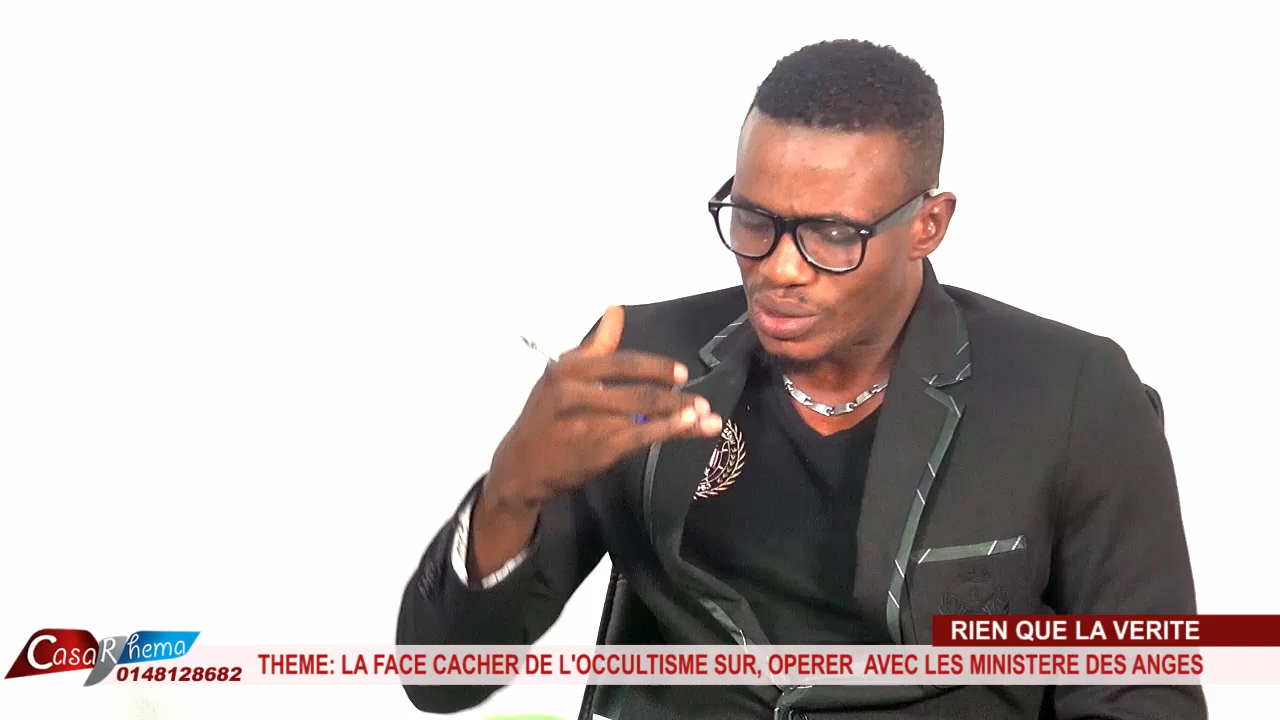 RIEN QUE LA VERITE
CasaRhema
0148128682
THEME: LA FACE CACHER DE L'OCCULTISME SUR, OPERER AVEC LES MINISTERE DES ANGES